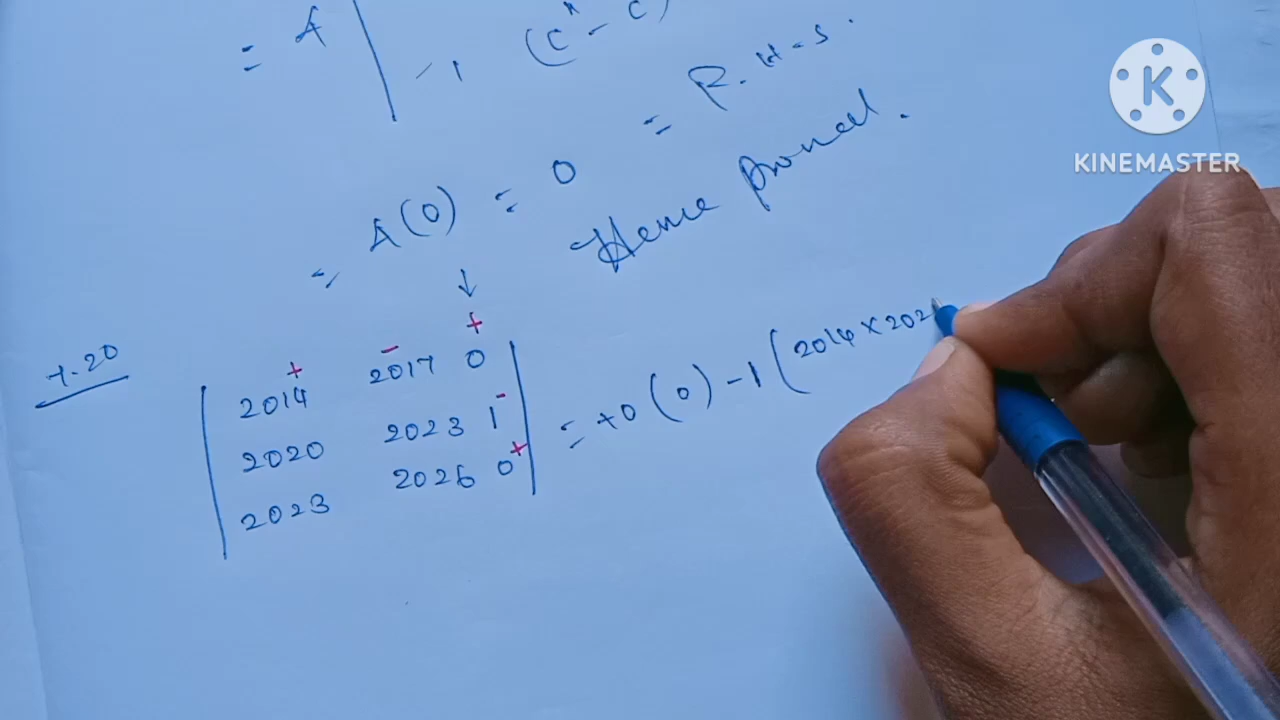 = A | -1 (c^n - c)
= A(0) = 0 = R.H.S.
Hence proved.
7.20
+ - +
2014 2017 0
2020 2023 1 -
2023 2026 0 +
= +0 (0) -1 (2014 × 202
K
KINEMASTER